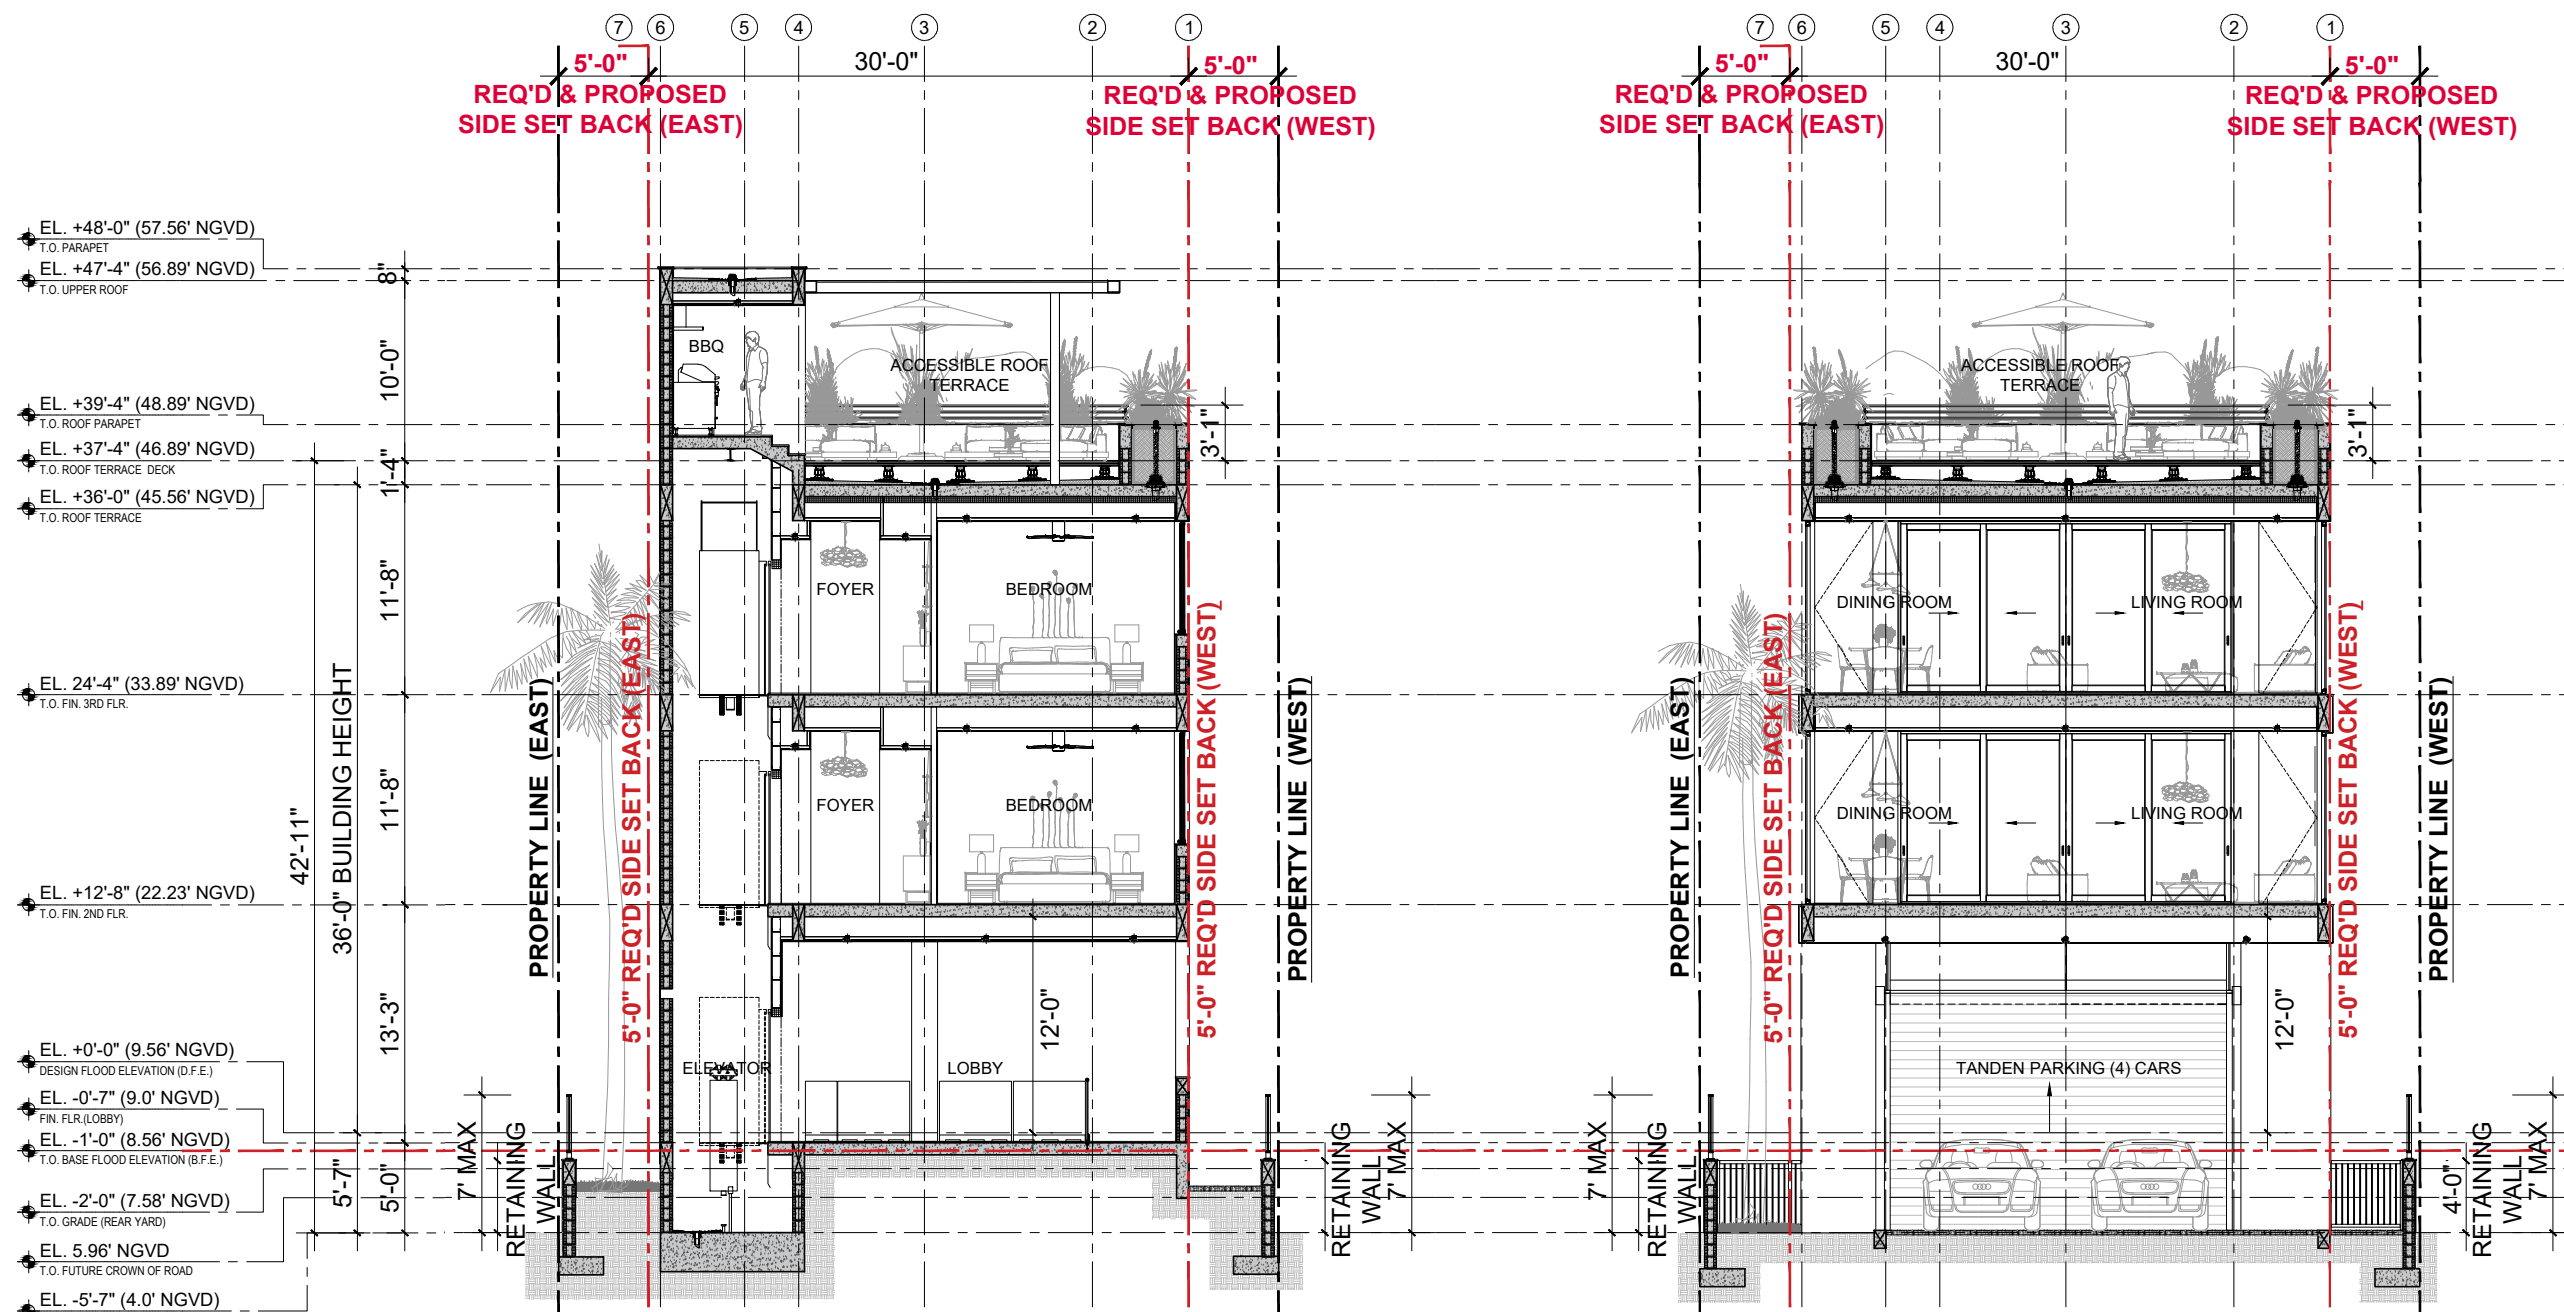 7 6 5 4 3 2 1
5'-0" 30'-0" 5'-0"
REQ'D & PROPOSED
SIDE SET BACK (EAST)
REQ'D & PROPOSED
SIDE SET BACK (WEST)
7 6 5 4 3 2 1
5'-0" 30'-0" 5'-0"
REQ'D & PROPOSED
SIDE SET BACK (EAST)
REQ'D & PROPOSED
SIDE SET BACK (WEST)
EL. +48'-0" (57.56' NGVD)
T.O. PARAPET
EL. +47'-4" (56.89' NGVD)
T.O. UPPER ROOF
EL. +39'-4" (48.89' NGVD)
T.O. ROOF PARAPET
EL. +37'-4" (46.89' NGVD)
T.O. ROOF TERRACE DECK
EL. +36'-0" (45.56' NGVD)
T.O. ROOF TERRACE
EL. 24'-4" (33.89' NGVD)
T.O. FIN. 3RD FLR.
EL. +12'-8" (22.23' NGVD)
T.O. FIN. 2ND FLR.
EL. +0'-0" (9.56' NGVD)
DESIGN FLOOD ELEVATION (D.F.E.)
EL. -0'-7" (9.0' NGVD)
FIN. FLR.(LOBBY)
EL. -1'-0" (8.56' NGVD)
T.O. BASE FLOOD ELEVATION (B.F.E.)
EL. -2'-0" (7.58' NGVD)
T.O. GRADE (REAR YARD)
EL. 5.96' NGVD
T.O. FUTURE CROWN OF ROAD
EL. -5'-7" (4.0' NGVD)
42'-11"
36'-0" BUILDING HEIGHT
5'-7"
8"
10'-0"
1'-4"
11'-8"
11'-8"
13'-3"
5'-0"
7' MAX
RETAINING
WALL
PROPERTY LINE (EAST)
5'-0" REQ'D SIDE SET BACK (EAST)
BBQ
ACCESSIBLE ROOF
TERRACE
3'-1"
FOYER
BEDROOM
FOYER
BEDROOM
12'-0"
ELEVATOR
LOBBY
5'-0" REQ'D SIDE SET BACK (WEST)
PROPERTY LINE (WEST)
RETAINING
WALL
7' MAX
7' MAX
RETAINING
WALL
PROPERTY LINE (EAST)
5'-0" REQ'D SIDE SET BACK (EAST)
ACCESSIBLE ROOF
TERRACE
3'-1"
DINING ROOM
LIVING ROOM
DINING ROOM
LIVING ROOM
12'-0"
TANDEN PARKING (4) CARS
5'-0" REQ'D SIDE SET BACK (WEST)
PROPERTY LINE (WEST)
4'-0"
RETAINING
WALL
7' MAX